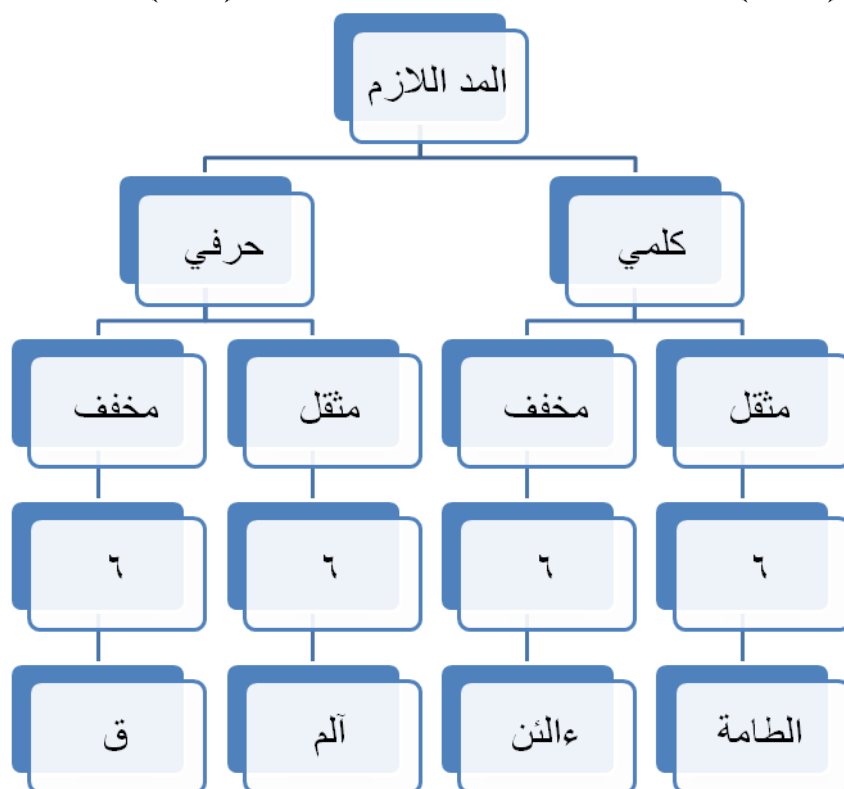 المد اللازم
كلمي حرفي
مثقل مخفف مثقل مخفف
٦ ٦ ٦ ٦
الطامة ءالئن آلم ق